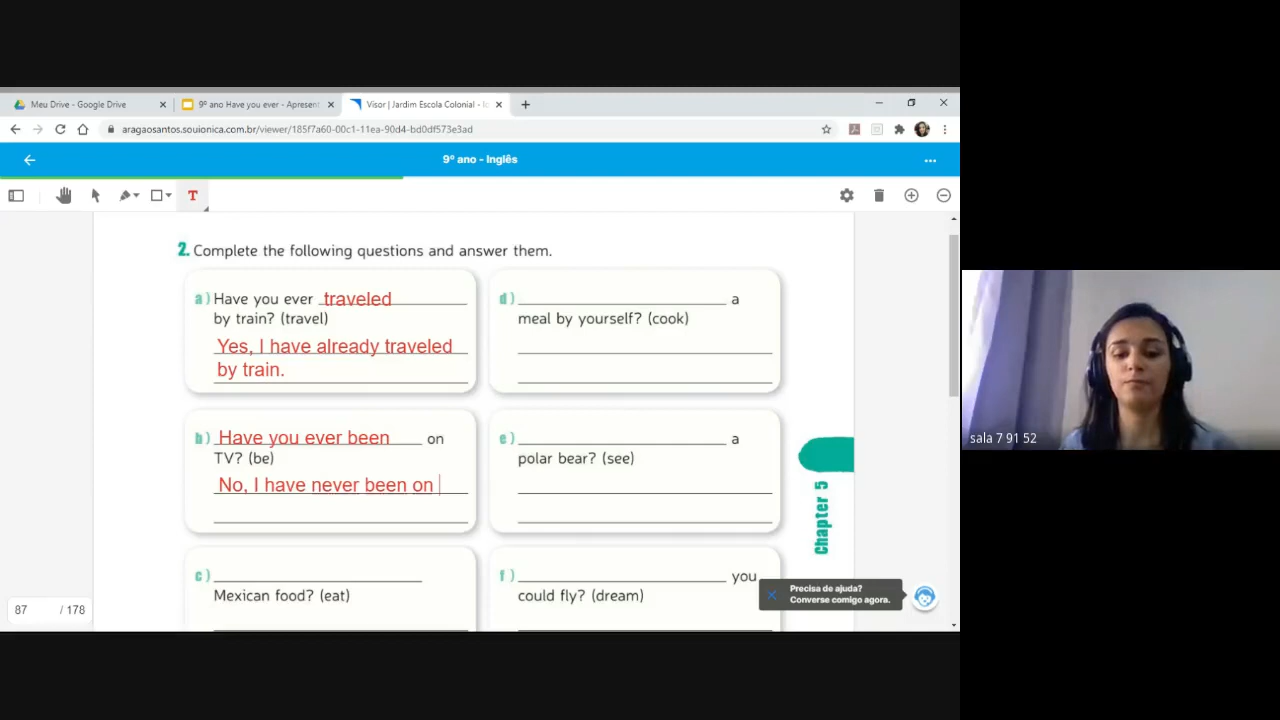 Meu Drive - Google Drive
9º ano Have you ever - Apresent
Visor | Jardim Escola Colonial - Io
aragaosantos.souionica.com.br/viewer/185f7a60-00c1-11ea-90d4-bd0df573e3ad
9º ano - Inglês
T
2. Complete the following questions and answer them.
a) Have you ever traveled
by train? (travel)
Yes, I have already traveled
by train.
b) Have you ever been on
TV? (be)
No, I have never been on
c)
Mexican food? (eat)
d) a
meal by yourself? (cook)
e) a
polar bear? (see)
f) you
could fly? (dream)
Chapter 5
87 / 178
Precisa de ajuda?
Converse comigo agora.
sala 7 91 52